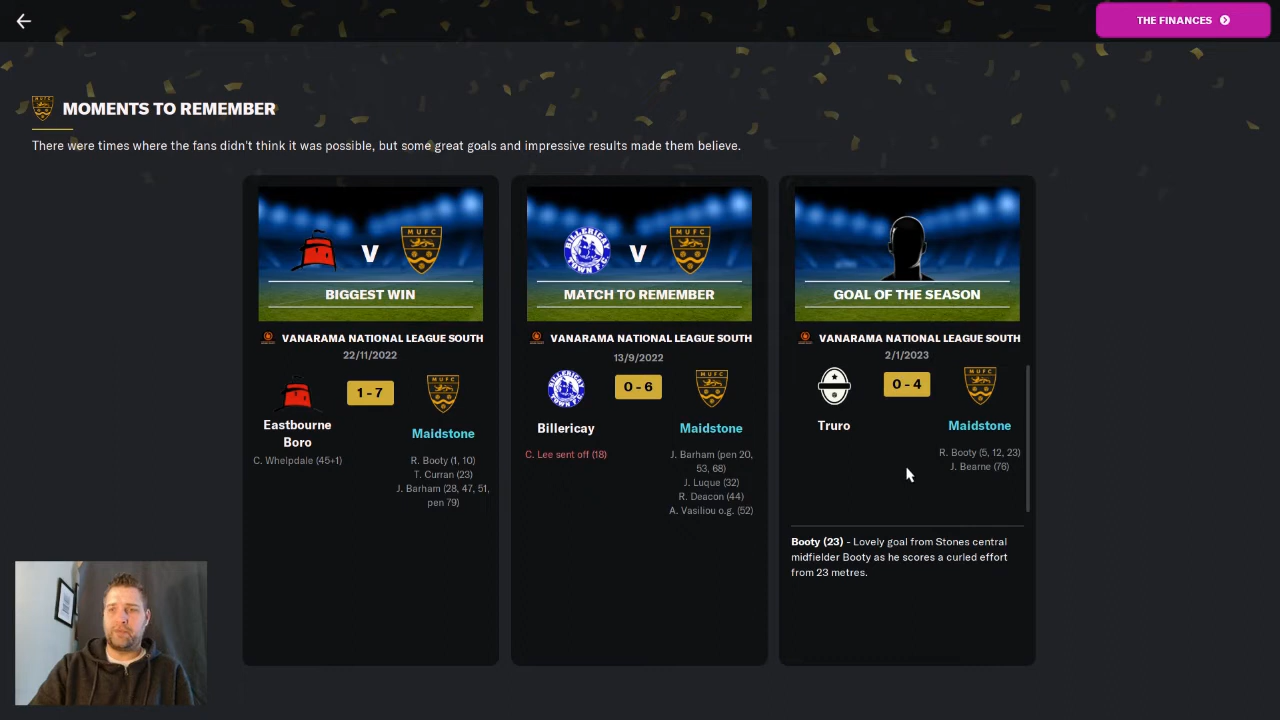 THE FINANCES
MOMENTS TO REMEMBER
There were times where the fans didn't think it was possible, but some great goals and impressive results made them believe.
V
MUFC
BIGGEST WIN
VANARAMA NATIONAL LEAGUE SOUTH
22/11/2022
1 - 7
Eastbourne
Boro
Maidstone
C. Whelpdale (45+1)
R. Booty (1, 10)
T. Curran (23)
J. Barham (28, 47, 51,
pen 79)
BILLERICAY
TOWN F.C.
V
MUFC
MATCH TO REMEMBER
VANARAMA NATIONAL LEAGUE SOUTH
13/9/2022
0 - 6
Billericay
Maidstone
C. Lee sent off (18)
J. Barham (pen 20,
53, 68)
J. Luque (32)
R. Deacon (44)
A. Vasiliou o.g. (52)
GOAL OF THE SEASON
VANARAMA NATIONAL LEAGUE SOUTH
2/1/2023
0 - 4
Truro
Maidstone
R. Booty (5, 12, 23)
J. Bearne (76)
Booty (23) - Lovely goal from Stones central
midfielder Booty as he scores a curled effort
from 23 metres.